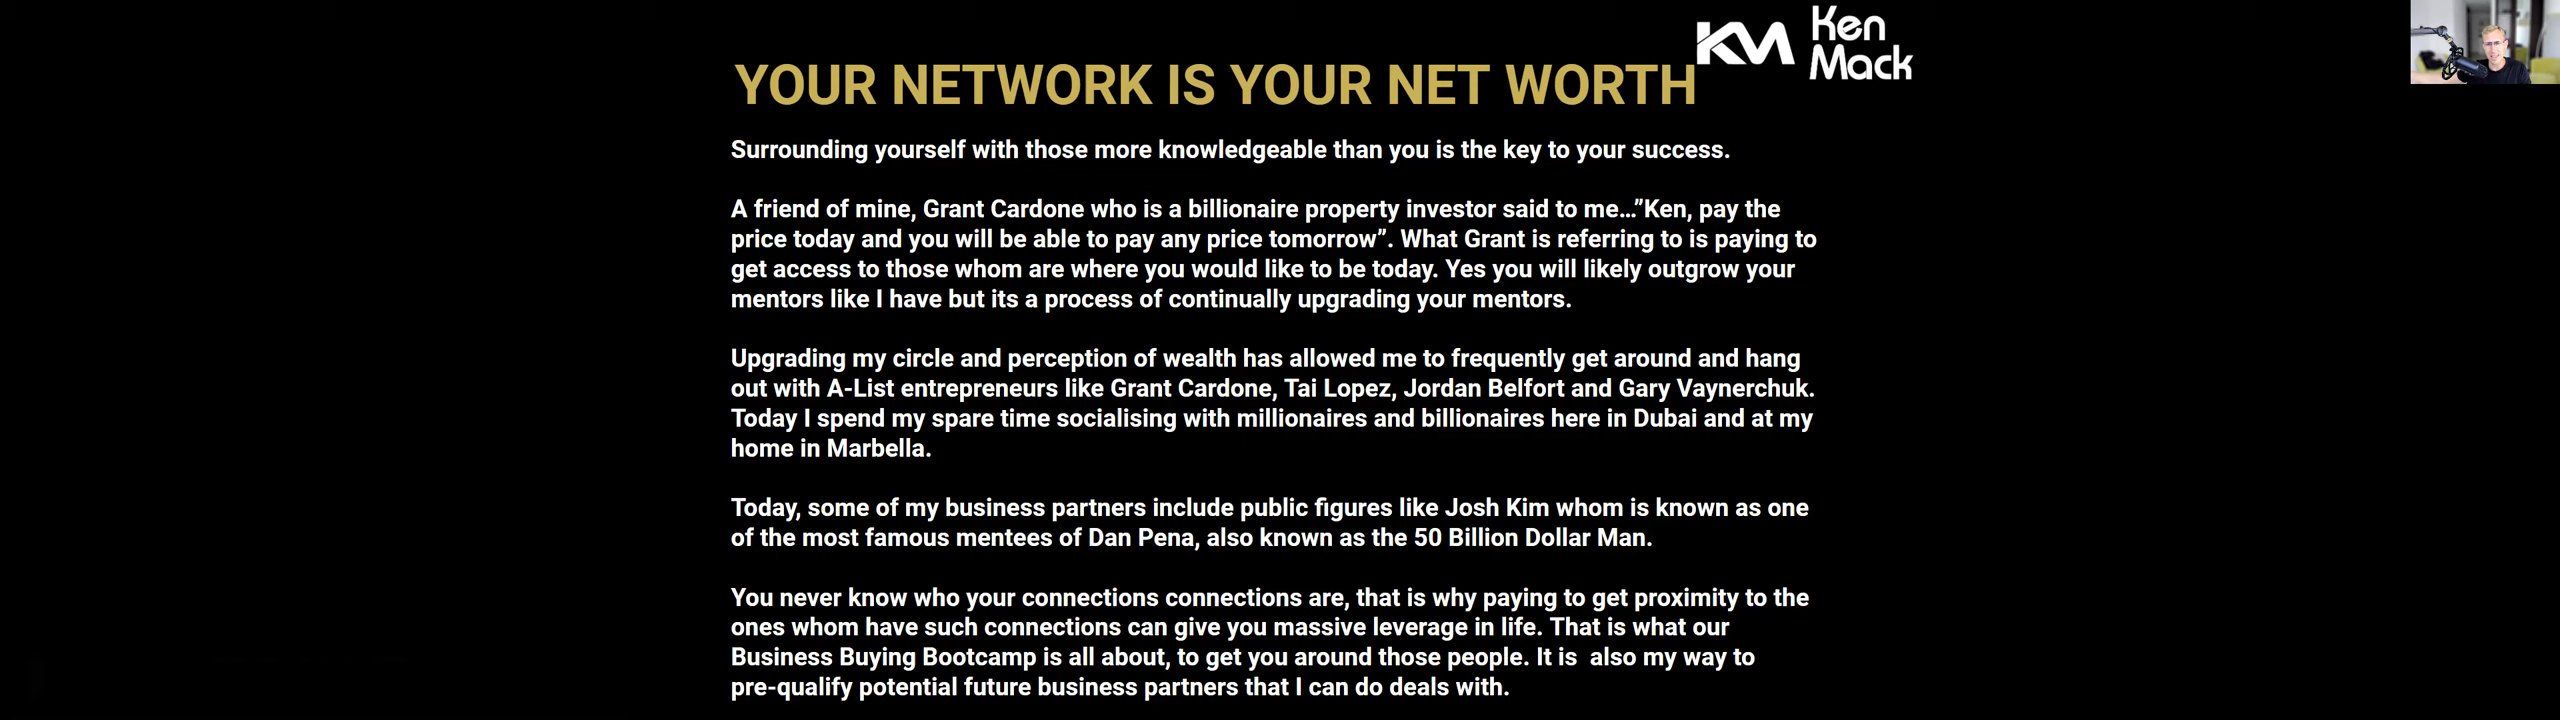 KM Ken
Mack
YOUR NETWORK IS YOUR NET WORTH
Surrounding yourself with those more knowledgeable than you is the key to your success.
A friend of mine, Grant Cardone who is a billionaire property investor said to me…”Ken, pay the
price today and you will be able to pay any price tomorrow”. What Grant is referring to is paying to
get access to those whom are where you would like to be today. Yes you will likely outgrow your
mentors like I have but its a process of continually upgrading your mentors.
Upgrading my circle and perception of wealth has allowed me to frequently get around and hang
out with A-List entrepreneurs like Grant Cardone, Tai Lopez, Jordan Belfort and Gary Vaynerchuk.
Today I spend my spare time socialising with millionaires and billionaires here in Dubai and at my
home in Marbella.
Today, some of my business partners include public figures like Josh Kim whom is known as one
of the most famous mentees of Dan Pena, also known as the 50 Billion Dollar Man.
You never know who your connections connections are, that is why paying to get proximity to the
ones whom have such connections can give you massive leverage in life. That is what our
Business Buying Bootcamp is all about, to get you around those people. It is  also my way to
pre-qualify potential future business partners that I can do deals with.